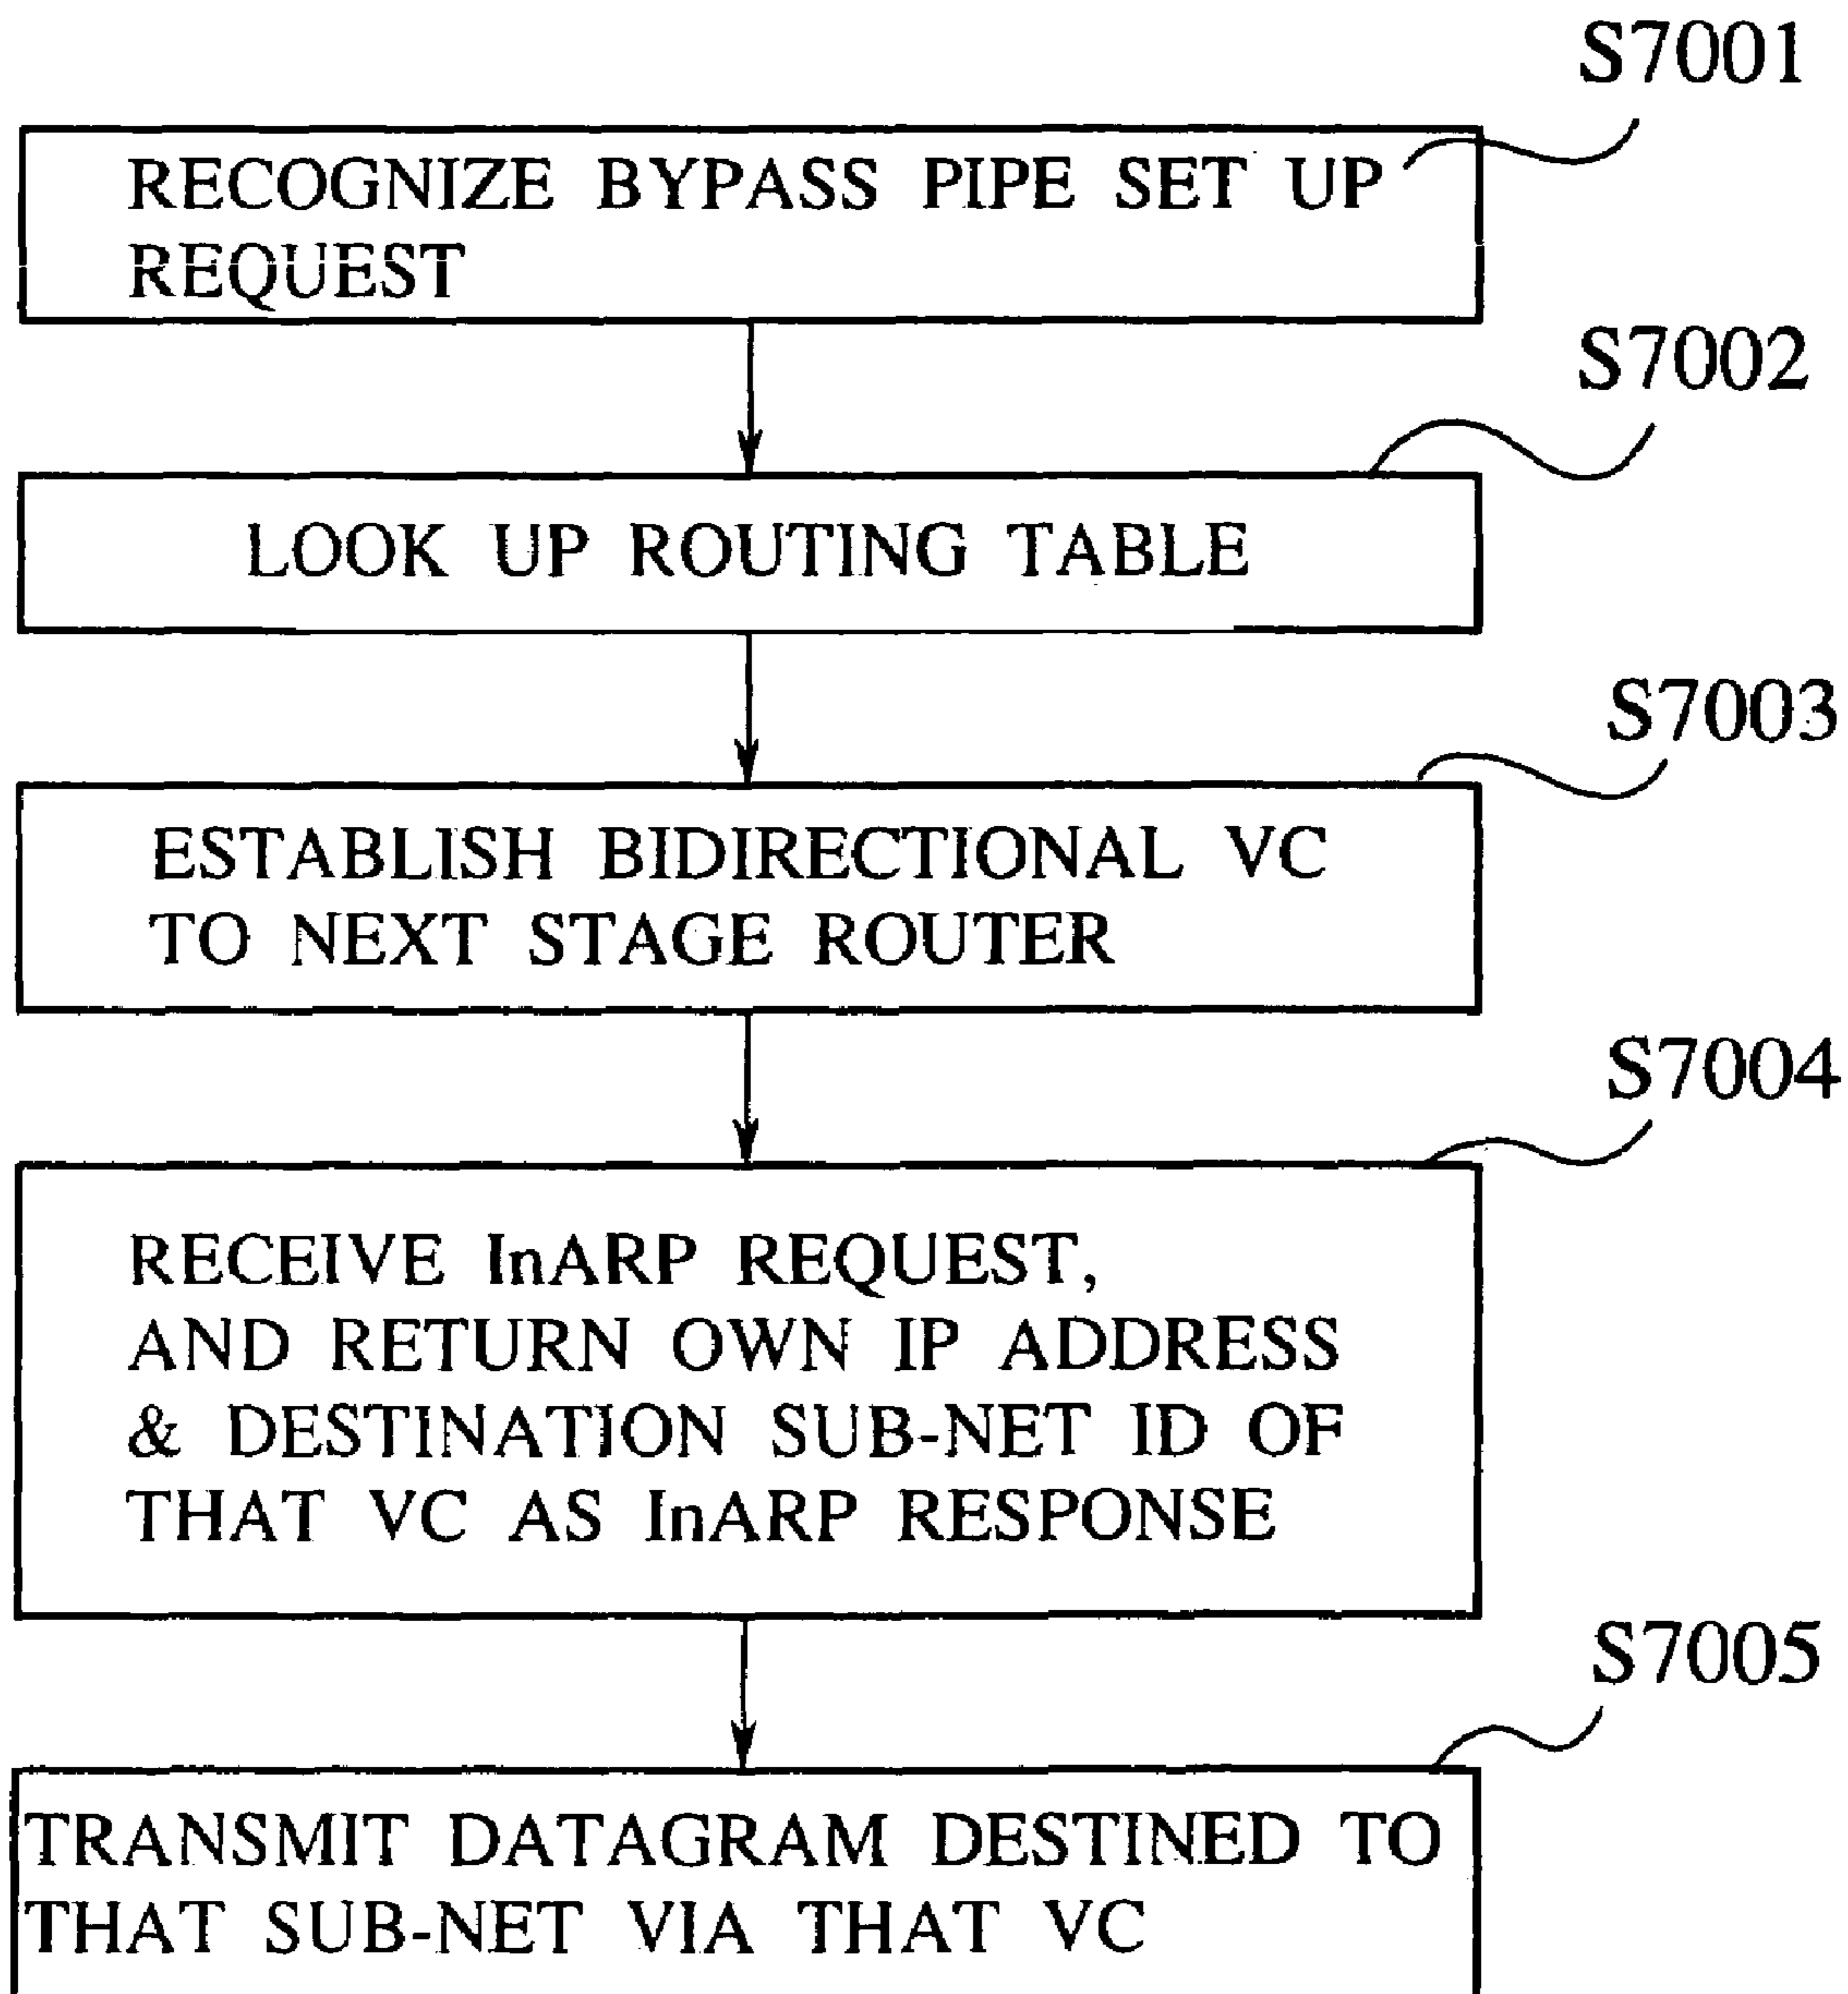 S7001
RECOGNIZE BYPASS PIPE SET UP
REQUEST
S7002
LOOK UP ROUTING TABLE
S7003
ESTABLISH BIDIRECTIONAL VC
TO NEXT STAGE ROUTER
S7004
RECEIVE InARP REQUEST,
AND RETURN OWN IP ADDRESS
& DESTINATION SUB-NET ID OF
THAT VC AS InARP RESPONSE
S7005
TRANSMIT DATAGRAM DESTINED TO
THAT SUB-NET VIA THAT VC